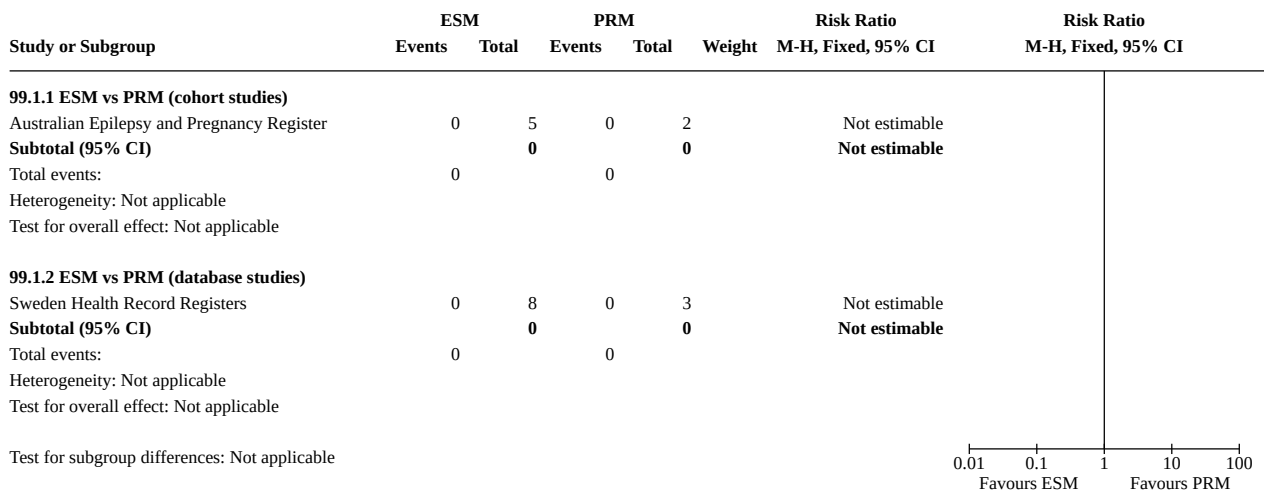 ESM PRM Risk Ratio Risk Ratio
Study or Subgroup Events Total Events Total Weight M-H, Fixed, 95% CI M-H, Fixed, 95% CI
99.1.1 ESM vs PRM (cohort studies)
Australian Epilepsy and Pregnancy Register 0 5 0 2 Not estimable
Subtotal (95% CI) 0 0 Not estimable
Total events: 0 0
Heterogeneity: Not applicable
Test for overall effect: Not applicable
99.1.2 ESM vs PRM (database studies)
Sweden Health Record Registers 0 8 0 3 Not estimable
Subtotal (95% CI) 0 0 Not estimable
Total events: 0 0
Heterogeneity: Not applicable
Test for overall effect: Not applicable
Test for subgroup differences: Not applicable
0.01 0.1 1 10 100
Favours ESM Favours PRM